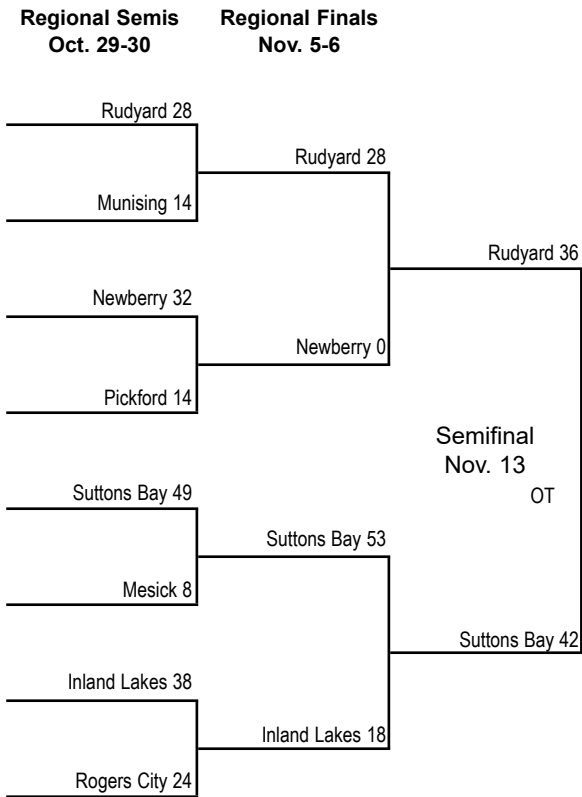 Regional Semis
Oct. 29-30
Regional Finals
Nov. 5-6
Rudyard 28
Munising 14
Newberry 32
Pickford 14
Suttons Bay 49
Mesick 8
Inland Lakes 38
Rogers City 24
Rudyard 28
Newberry 0
Suttons Bay 53
Inland Lakes 18
Rudyard 36
Semifinal
Nov. 13
OT
Suttons Bay 42